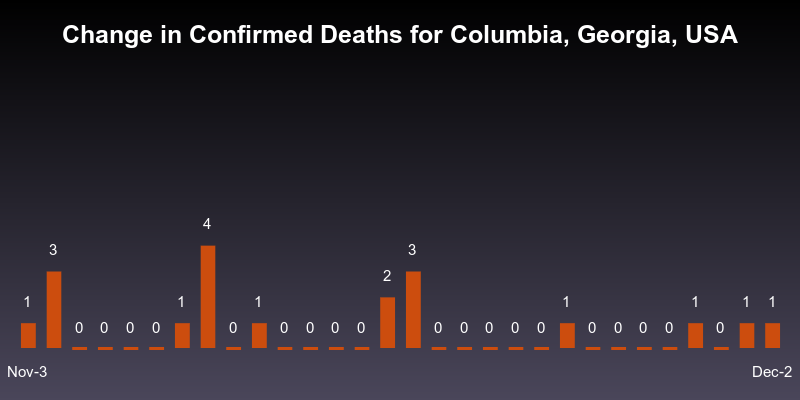 Change in Confirmed Deaths for Columbia, Georgia, USA
4
3 3
2
1 1 1 1 1 1 1
0 0 0 0 0 0 0 0 0 0 0 0 0 0 0 0 0 0 0
Nov-3 Dec-2